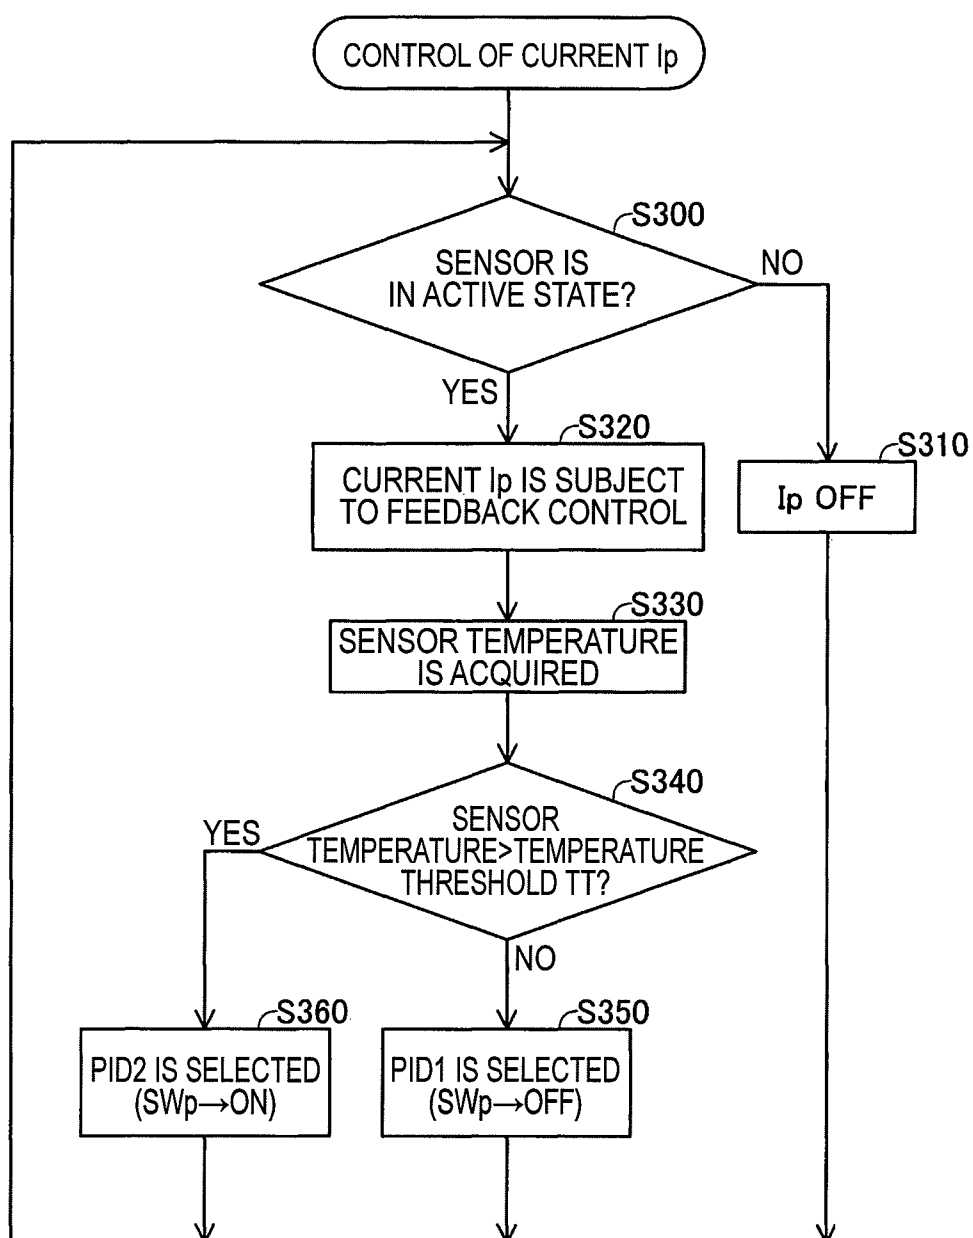 CONTROL OF CURRENT Ip
S300
SENSOR IS
IN ACTIVE STATE?
NO
YES
S320
CURRENT Ip IS SUBJECT
TO FEEDBACK CONTROL
S310
Ip OFF
S330
SENSOR TEMPERATURE
IS ACQUIRED
S340
SENSOR
TEMPERATURE>TEMPERATURE
THRESHOLD TT?
YES
NO
S360
PID2 IS SELECTED
(SWp→ON)
S350
PID1 IS SELECTED
(SWp→OFF)